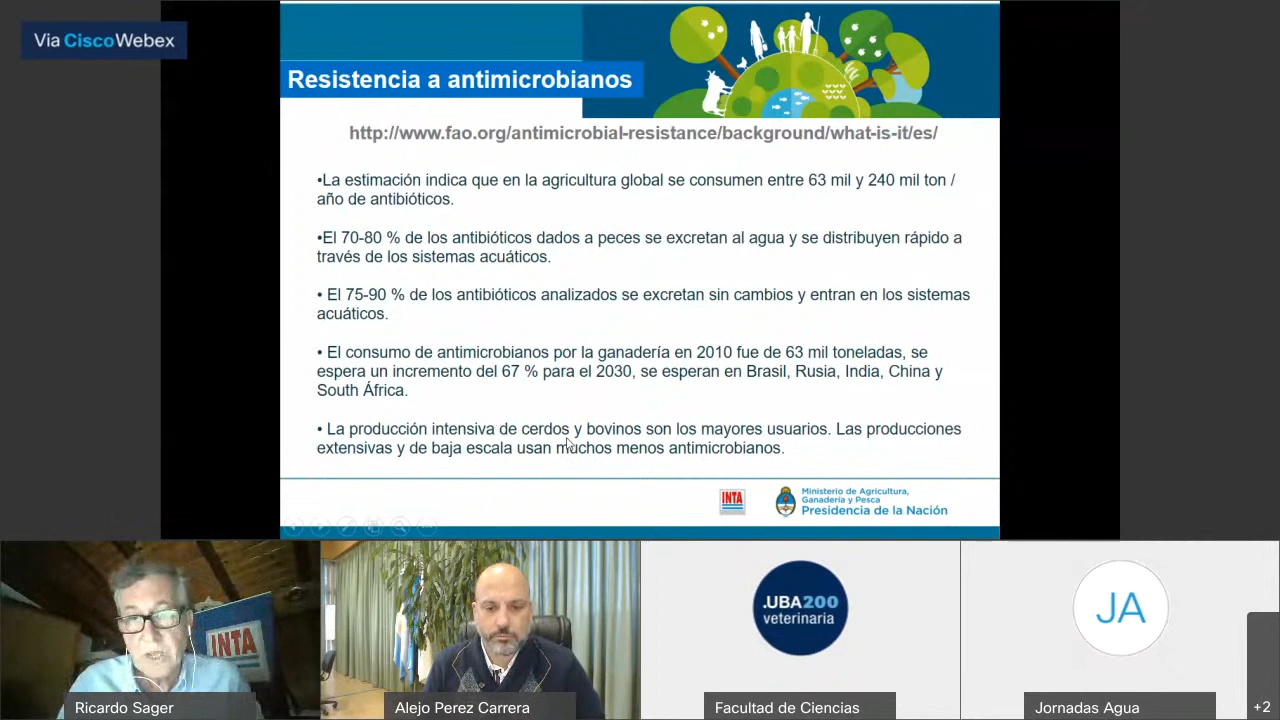 Via Cisco Webex
Resistencia a antimicrobianos
http://www.fao.org/antimicrobial-resistance/background/what-is-it/es/
•La estimación indica que en la agricultura global se consumen entre 63 mil y 240 mil ton /
año de antibióticos.
•El 70-80 % de los antibióticos dados a peces se excretan al agua y se distribuyen rápido a
través de los sistemas acuáticos.
• El 75-90 % de los antibióticos analizados se excretan sin cambios y entran en los sistemas
acuáticos.
• El consumo de antimicrobianos por la ganadería en 2010 fue de 63 mil toneladas, se
espera un incremento del 67 % para el 2030, se esperan en Brasil, Rusia, India, China y
South África.
• La producción intensiva de cerdos y bovinos son los mayores usuarios. Las producciones
extensivas y de baja escala usan muchos menos antimicrobianos.
INTA
Ministerio de Agricultura,
Ganadería y Pesca
Presidencia de la Nación
INTA
.UBA200
veterinaria
JA
Ricardo Sager
Alejo Perez Carrera
Facultad de Ciencias
Jornadas Agua
+2